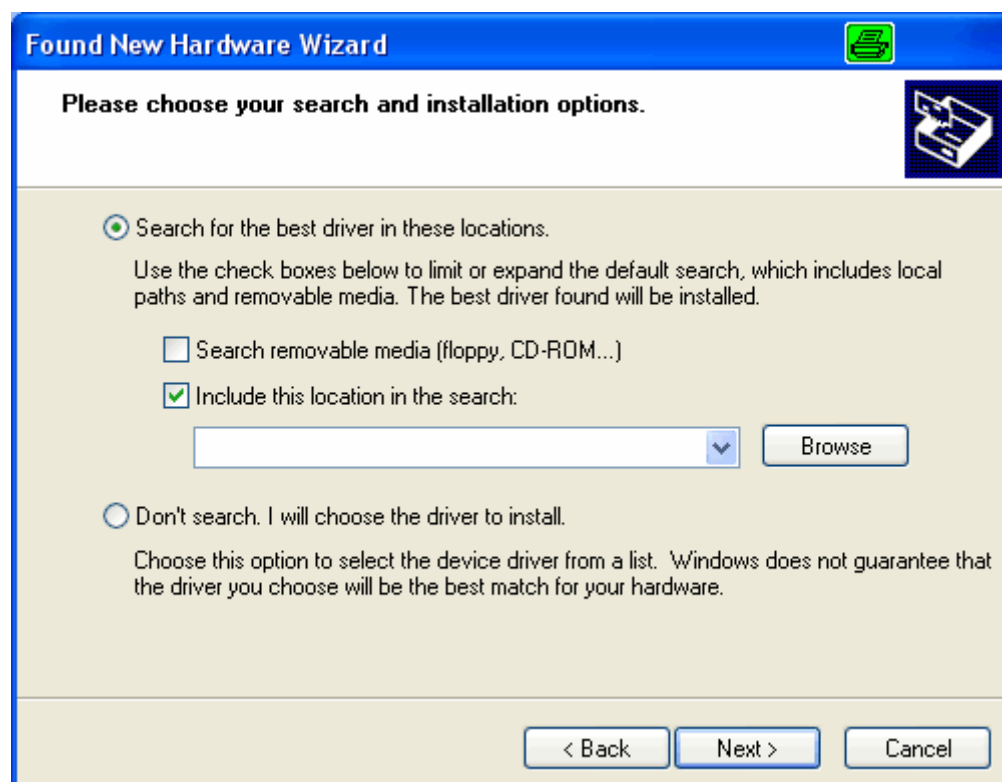 Found New Hardware Wizard
Please choose your search and installation options.
Search for the best driver in these locations.
Use the check boxes below to limit or expand the default search, which includes local
paths and removable media. The best driver found will be installed.
Search removable media (floppy, CD-ROM...)
Include this location in the search:
Browse
Don't search. I will choose the driver to install.
Choose this option to select the device driver from a list.  Windows does not guarantee that
the driver you choose will be the best match for your hardware.
< Back Next > Cancel